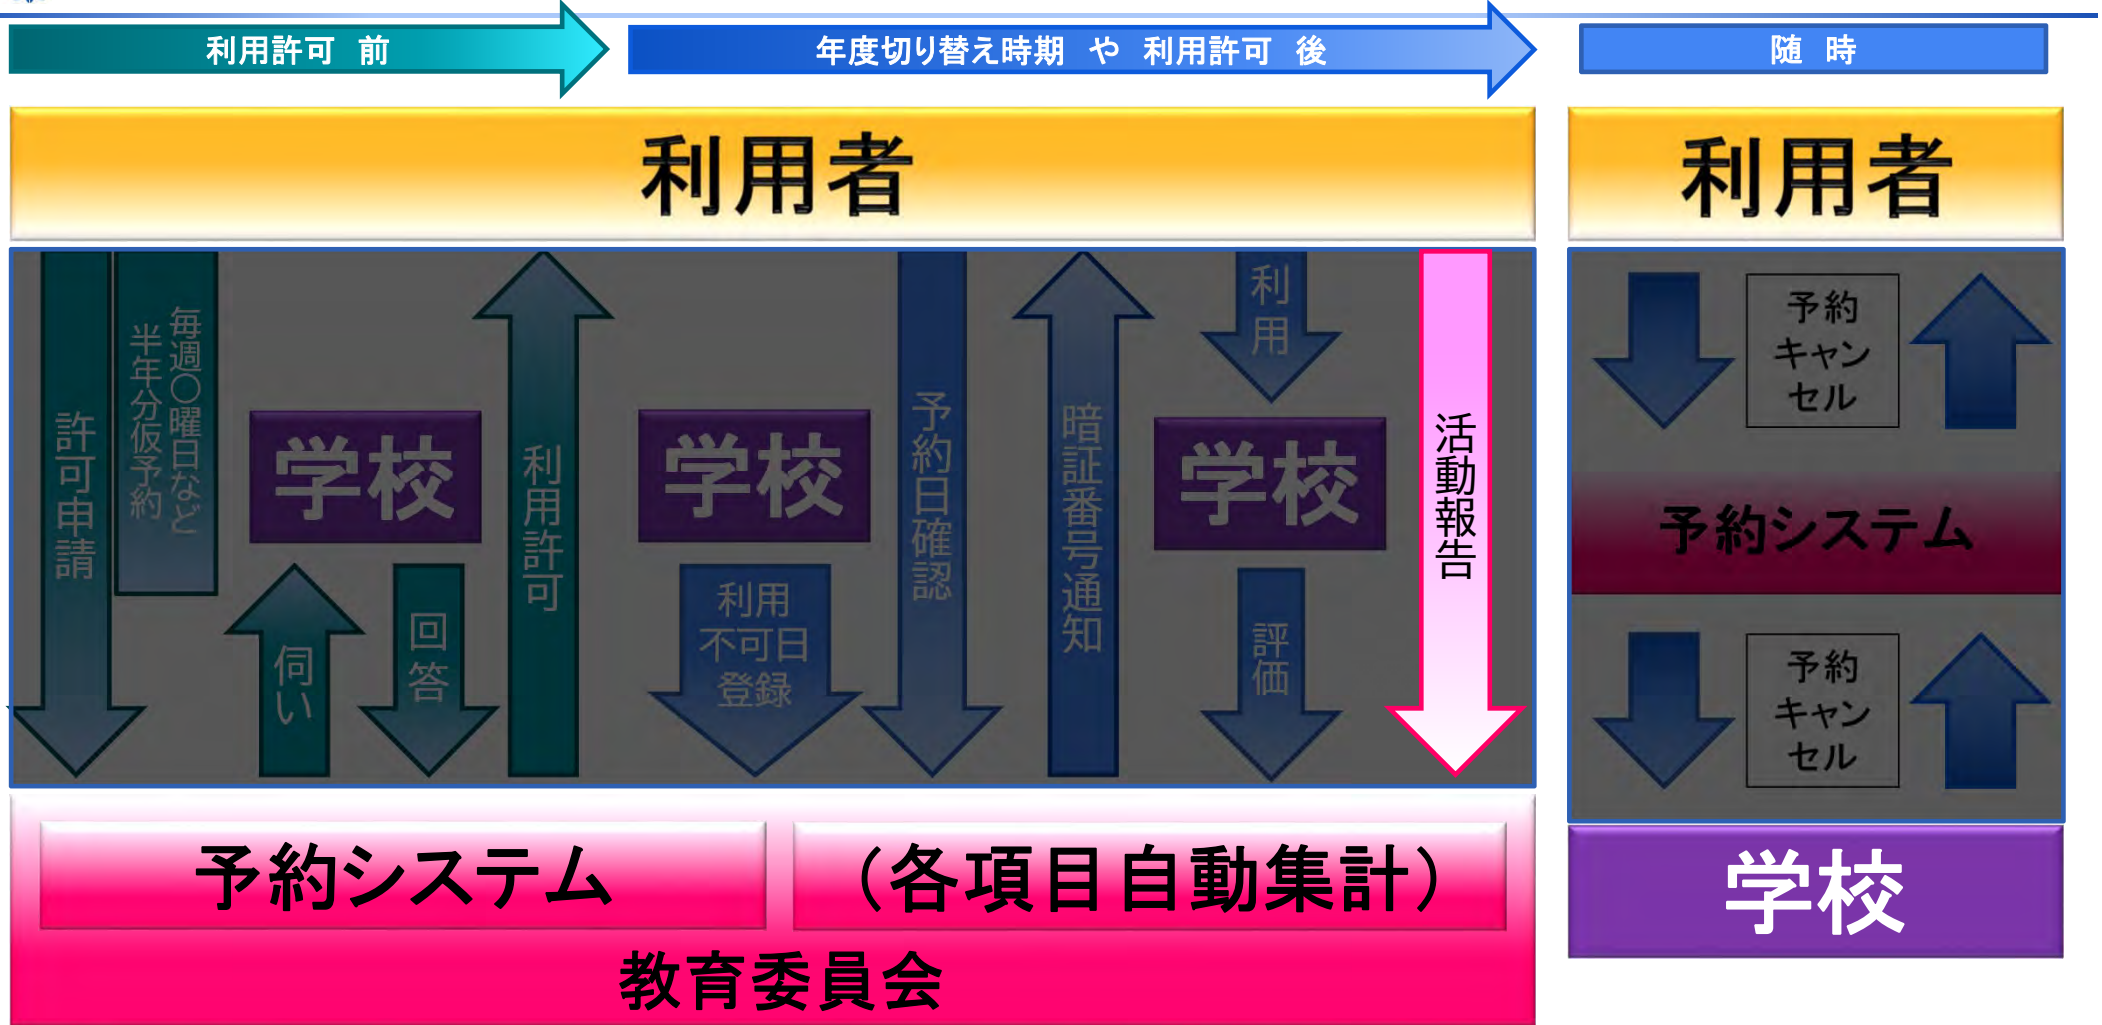 利用許可　前
年度切り替え時期　や　利用許可　後
随　時
利用者
許可申請
毎週〇曜日など
半年分仮予約
学校
伺い
回答
利用許可
学校
利用
不可日
登録
予約日確認
暗証番号通知
利用
学校
評価
活動報告
予約システム
（各項目自動集計）
教育委員会
利用者
予約
キャン
セル
予約システム
予約
キャン
セル
学校